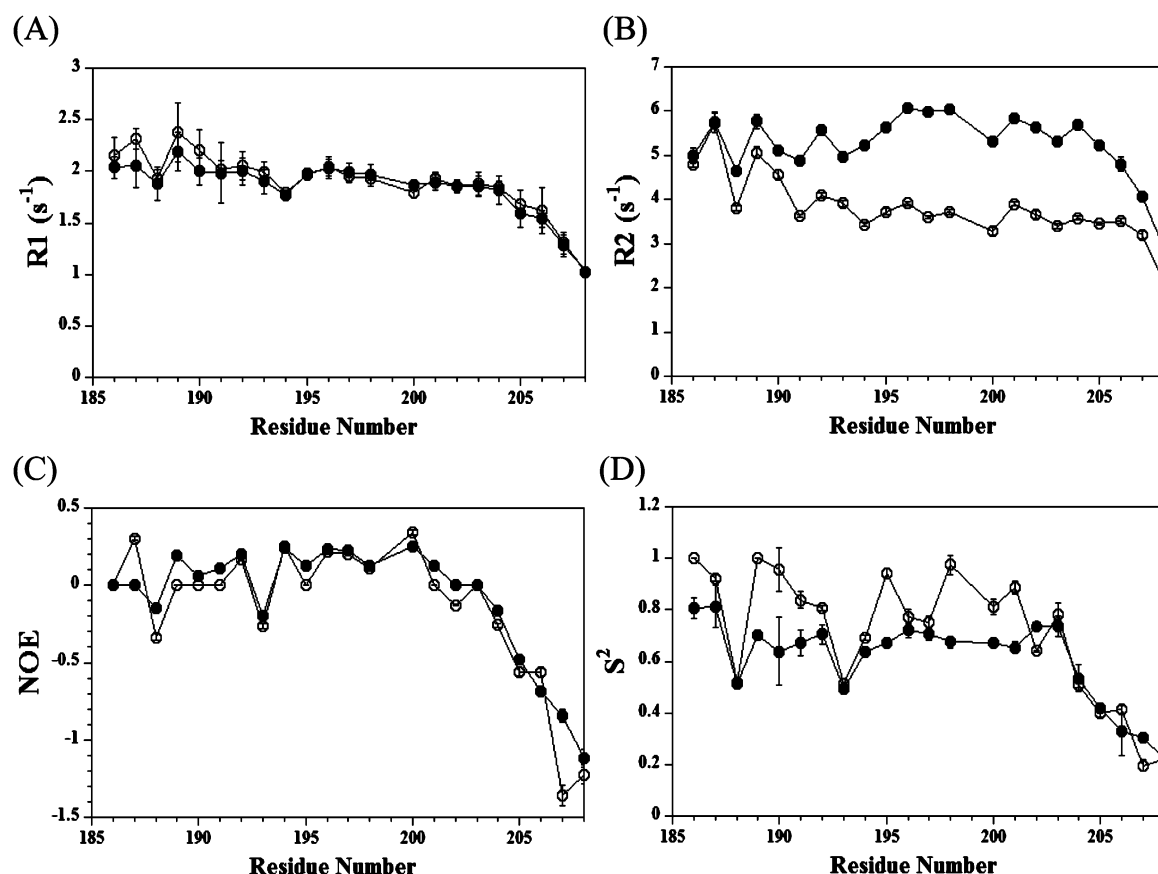 (A)
(B)
3
2.5
2
1.5
1
0.5
0
R1 (s⁻¹)
185 190 195 200 205
Residue Number
7
6
5
4
3
2
1
0
R2 (s⁻¹)
185 190 195 200 205
Residue Number
(C)
(D)
0.5
0
-0.5
-1
-1.5
NOE
185 190 195 200 205
Residue Number
1.2
1
0.8
0.6
0.4
0.2
0
S²
185 190 195 200 205
Residue Number